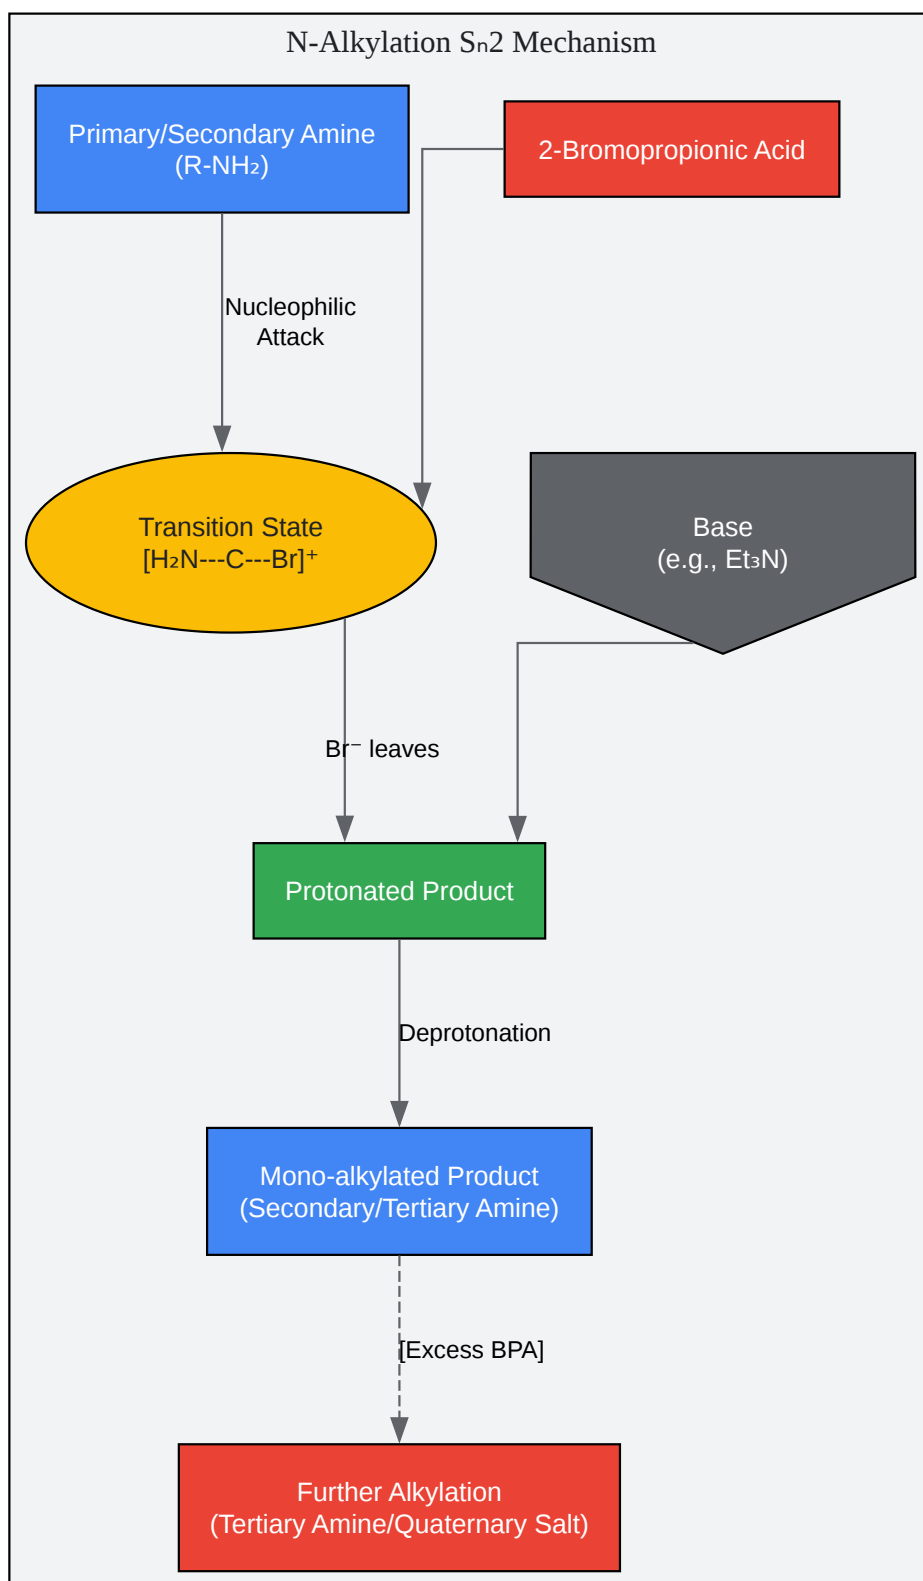 N-Alkylation Sₙ2 Mechanism
Primary/Secondary Amine
(R-NH₂)
2-Bromopropionic Acid
Nucleophilic
Attack
Transition State
[H₂N---C---Br]⁺
Base
(e.g., Et₃N)
Br⁻ leaves
Protonated Product
Deprotonation
Mono-alkylated Product
(Secondary/Tertiary Amine)
[Excess BPA]
Further Alkylation
(Tertiary Amine/Quaternary Salt)